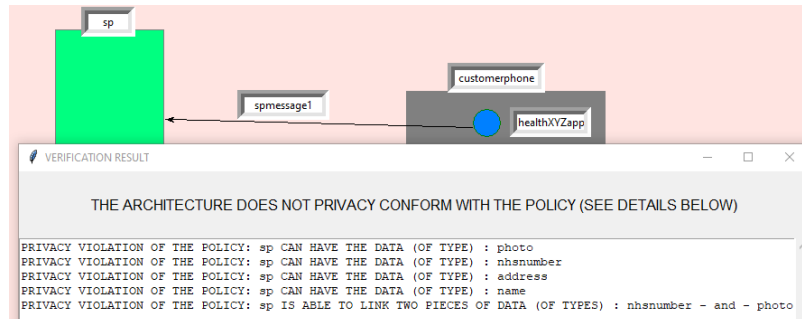 sp
customerphone
spmessage1
healthXYZapp
VERIFICATION RESULT
THE ARCHITECTURE DOES NOT PRIVACY CONFORM WITH THE POLICY (SEE DETAILS BELOW)
PRIVACY VIOLATION OF THE POLICY: sp CAN HAVE THE DATA (OF TYPE) : photo
PRIVACY VIOLATION OF THE POLICY: sp CAN HAVE THE DATA (OF TYPE) : nhsnumber
PRIVACY VIOLATION OF THE POLICY: sp CAN HAVE THE DATA (OF TYPE) : address
PRIVACY VIOLATION OF THE POLICY: sp CAN HAVE THE DATA (OF TYPE) : name
PRIVACY VIOLATION OF THE POLICY: sp IS ABLE TO LINK TWO PIECES OF DATA (OF TYPES) : nhsnumber - and - photo